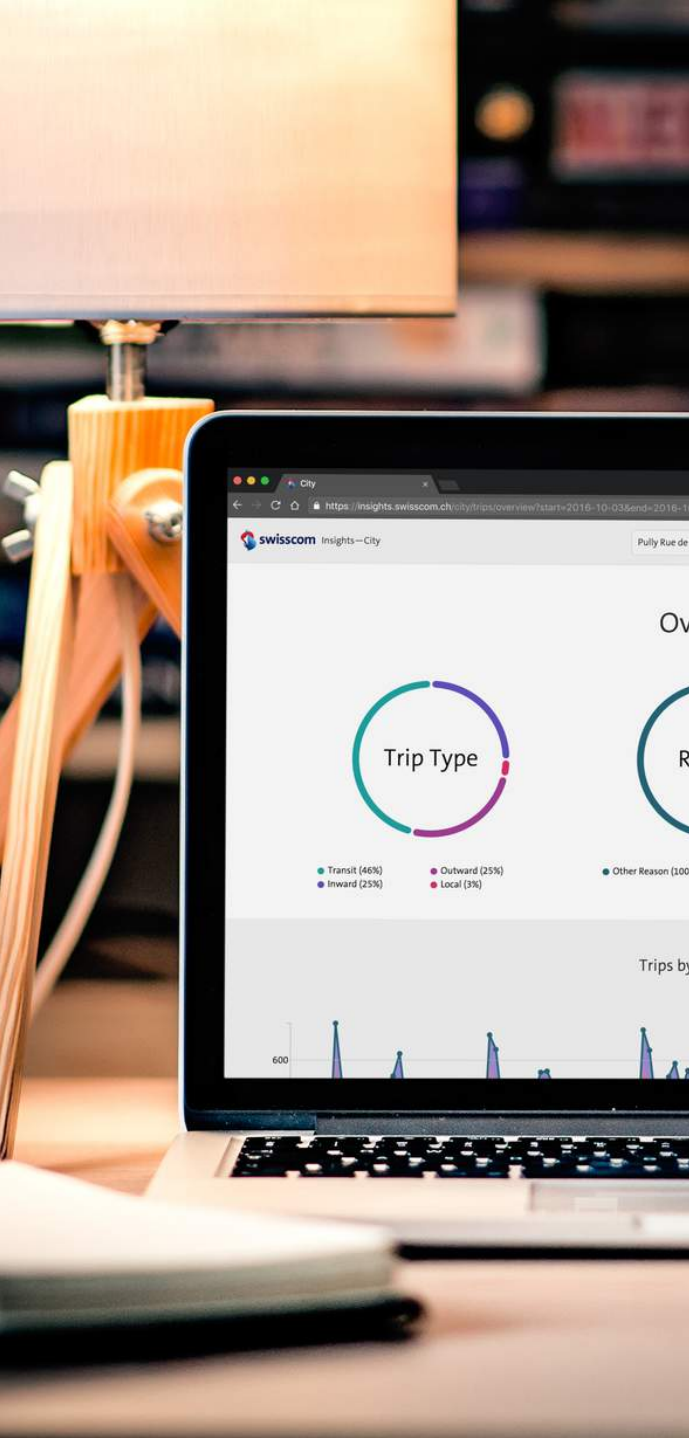 City
https://insights.swisscom.ch/city/trips/overview?start=2016-10-03&end=2016-10
swisscom Insights—City
Pully Rue de
Ov
Trip Type
R
Transit (46%)
Outward (25%)
Other Reason (100
Inward (25%)
Local (3%)
Trips by
600